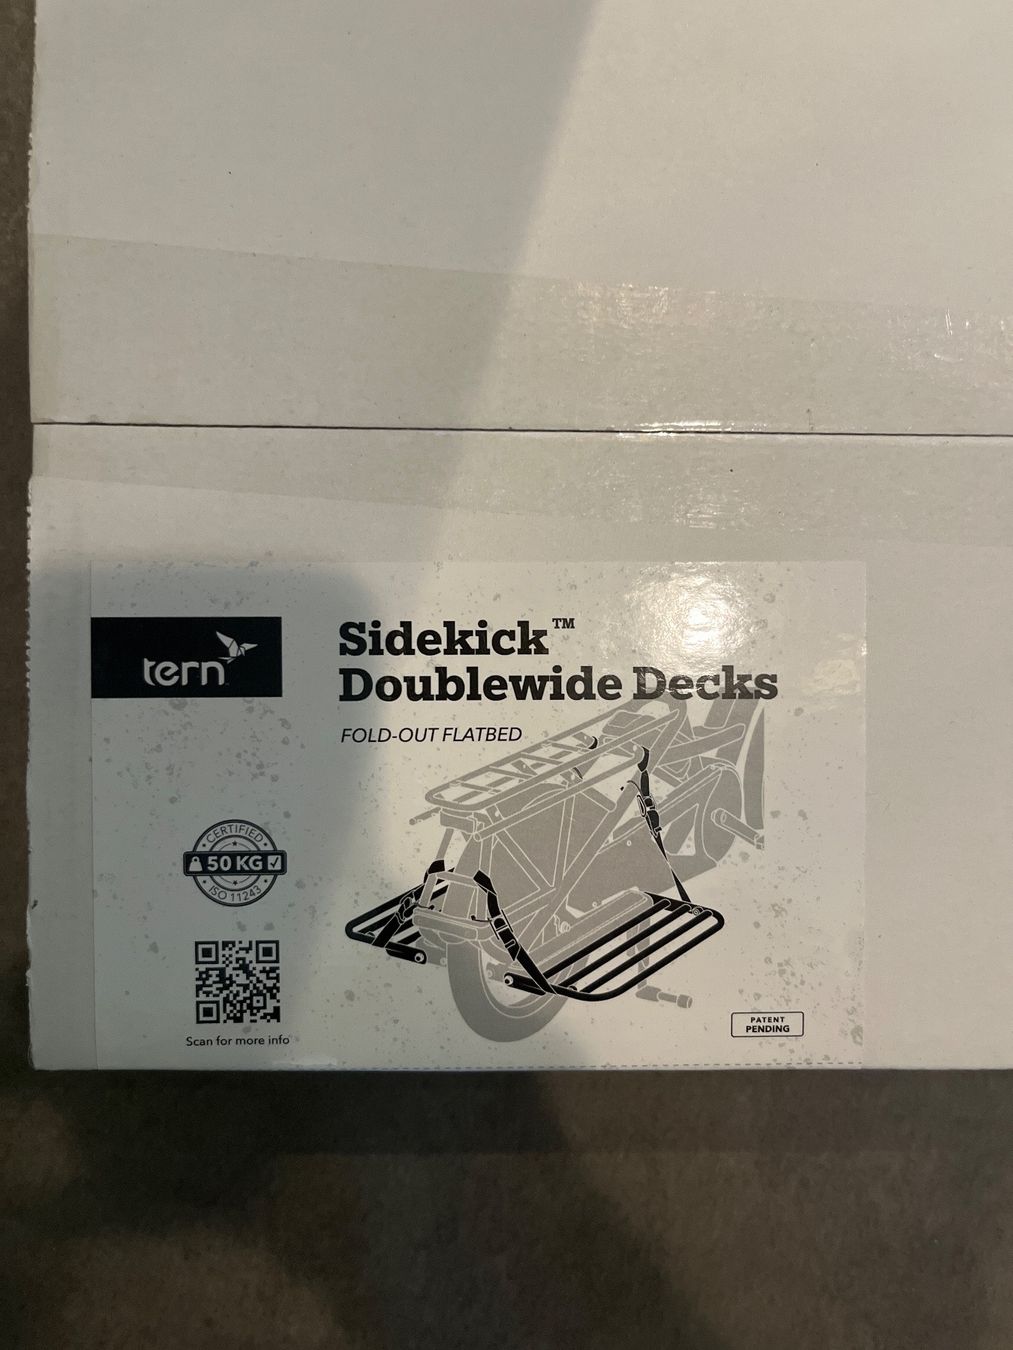 tern
Sidekick™
Doublewide Decks
FOLD-OUT FLATBED
CERTIFIED
50 KG
ISO 11243
Scan for more info
PATENT
PENDING